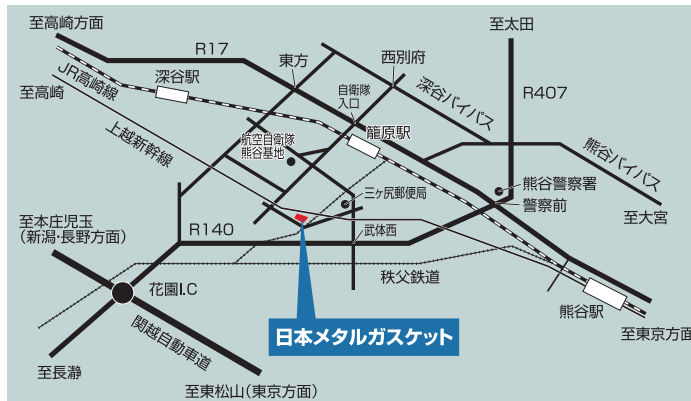 至高崎方面
R17
至太田
東方
西別府
JR高崎線
深谷駅
自衛隊
入口
深谷バイパス
R407
至高崎
上越新幹線
航空自衛隊
熊谷基地
籠原駅
熊谷バイパス
三ヶ尻郵便局
熊谷警察署
警察前
至大宮
至本庄児玉
(新潟・長野方面)
R140
武体西
秩父鉄道
花園I.C
関越自動車道
熊谷駅
日本メタルガスケット
至東京方面
至長瀞
至東松山(東京方面)